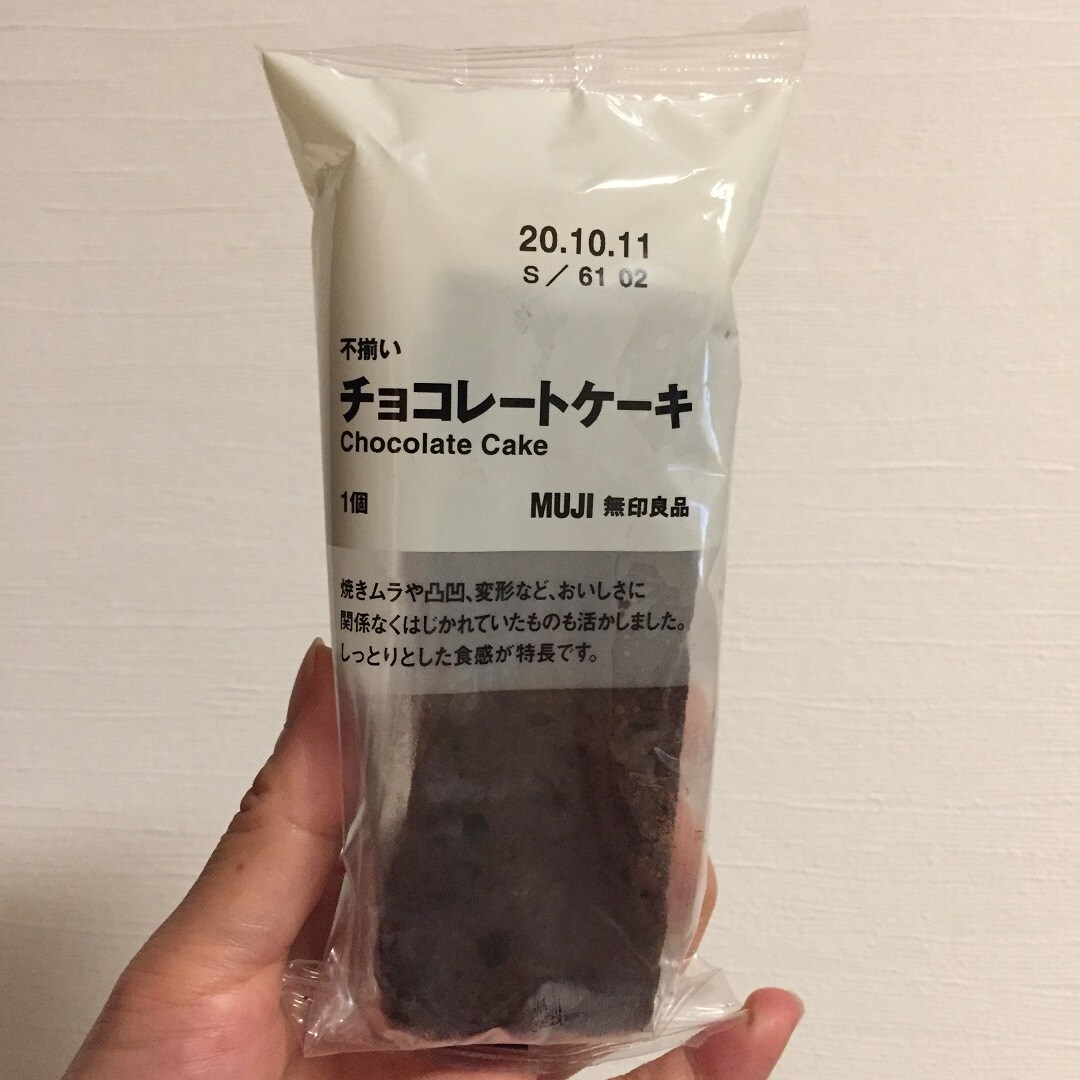 20.10.11
S/61 02
不揃い
チョコレートケーキ
Chocolate Cake
1個
MUJI 無印良品
焼きムラや凸凹、変形など、おいしさに
関係なくはじかれていたものも活かしました。
しっとりとした食感が特長です。